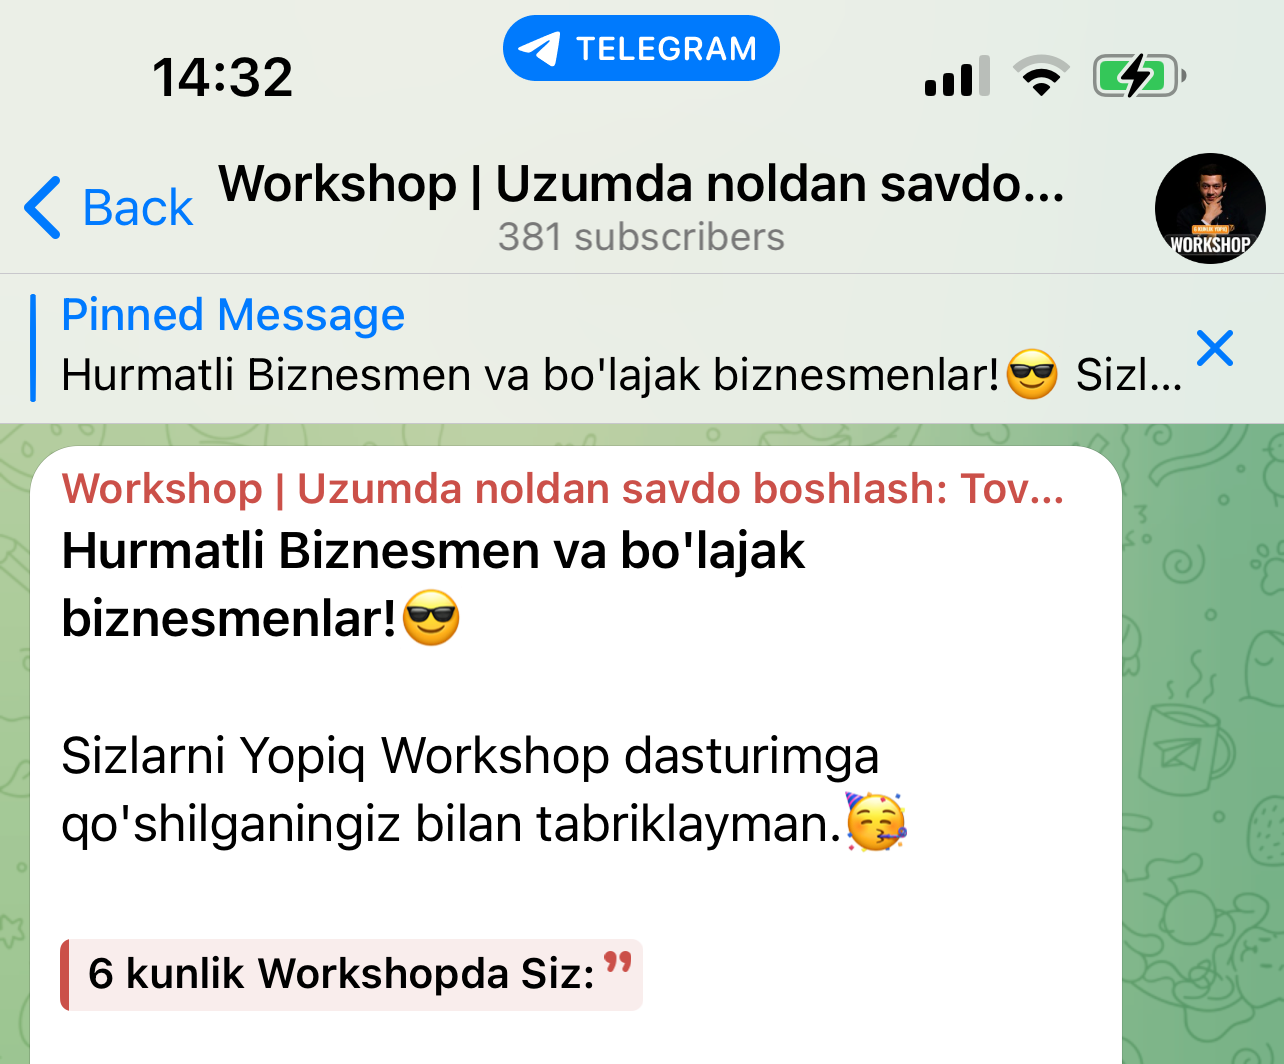 TELEGRAM
14:32
Back
Workshop | Uzumda noldan savdo...
381 subscribers
WORKSHOP
Pinned Message
Hurmatli Biznesmen va bo'lajak biznesmenlar!😎 Sizl...
Workshop | Uzumda noldan savdo boshlash: Tov...
Hurmatli Biznesmen va bo'lajak
biznesmenlar!😎
Sizlarni Yopiq Workshop dasturimga
qo'shilganingiz bilan tabriklayman.🥳
6 kunlik Workshopda Siz: